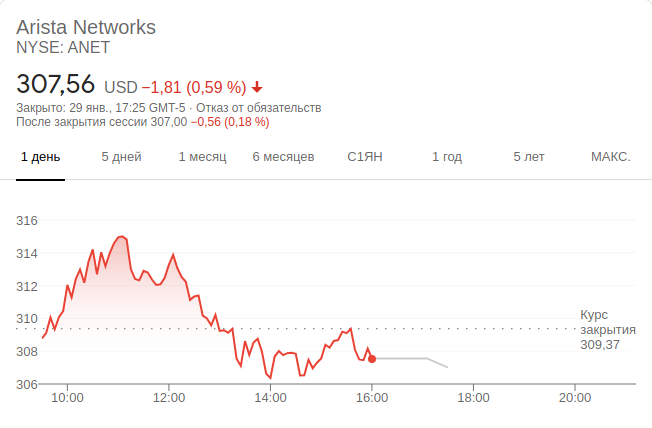 Arista Networks
NYSE: ANET
307,56 USD −1,81 (0,59 %)
Закрыто: 29 янв., 17:25 GMT-5 · Отказ от обязательств
После закрытия сессии 307,00 −0,56 (0,18 %)
1 день 5 дней 1 месяц 6 месяцев С1ЯН 1 год 5 лет МАКС.
316
314
312
310
308
306
Курс
закрытия
309,37
10:00 12:00 14:00 16:00 18:00 20:00